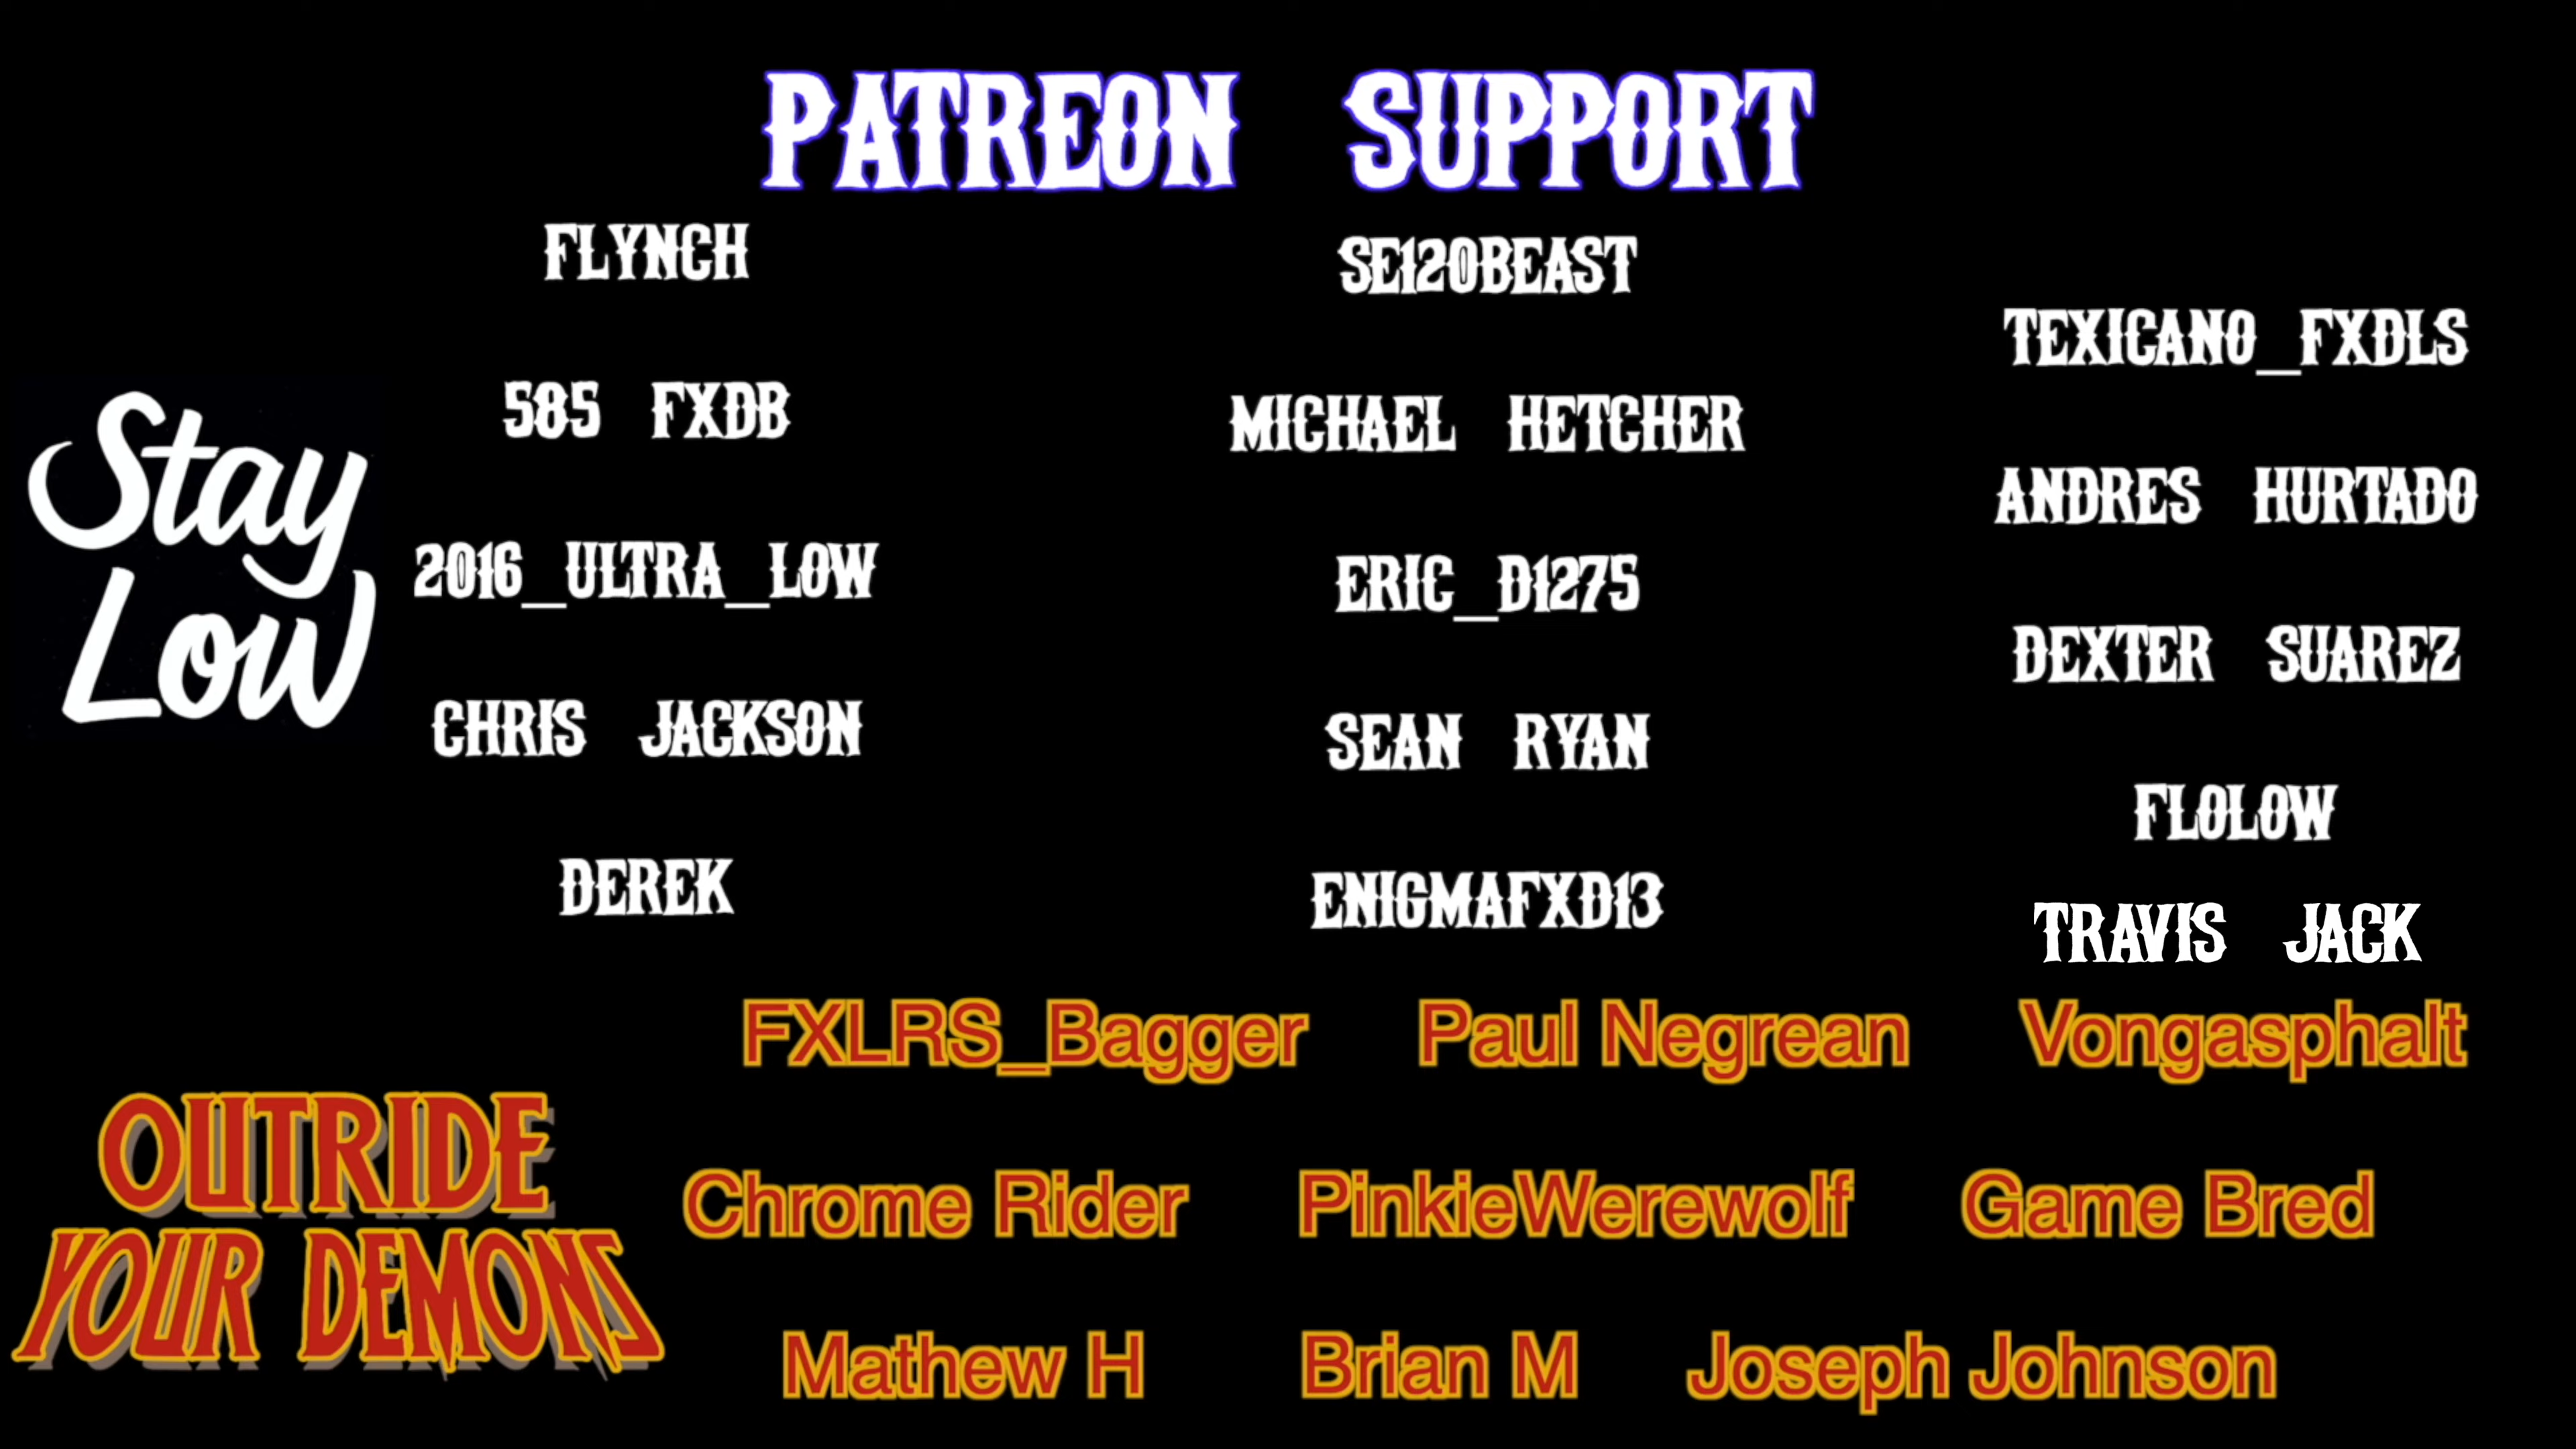 PATREON SUPPORT
FLYNCH
585 FXDB
2016_ULTRA_LOW
CHRIS JACKSON
DEREK
SE120BEAST
MICHAEL HETCHER
ERIC_D1275
SEAN RYAN
ENIGMAFXD13
TEXICANO_FXDLS
ANDRES HURTADO
DEXTER SUAREZ
FLOLOW
TRAVIS JACK
Stay
Low
FXLRS_Bagger Paul Negrean Vongasphalt
Chrome Rider PinkieWerewolf Game Bred
Mathew H Brian M Joseph Johnson
OUTRIDE
YOUR DEMONS